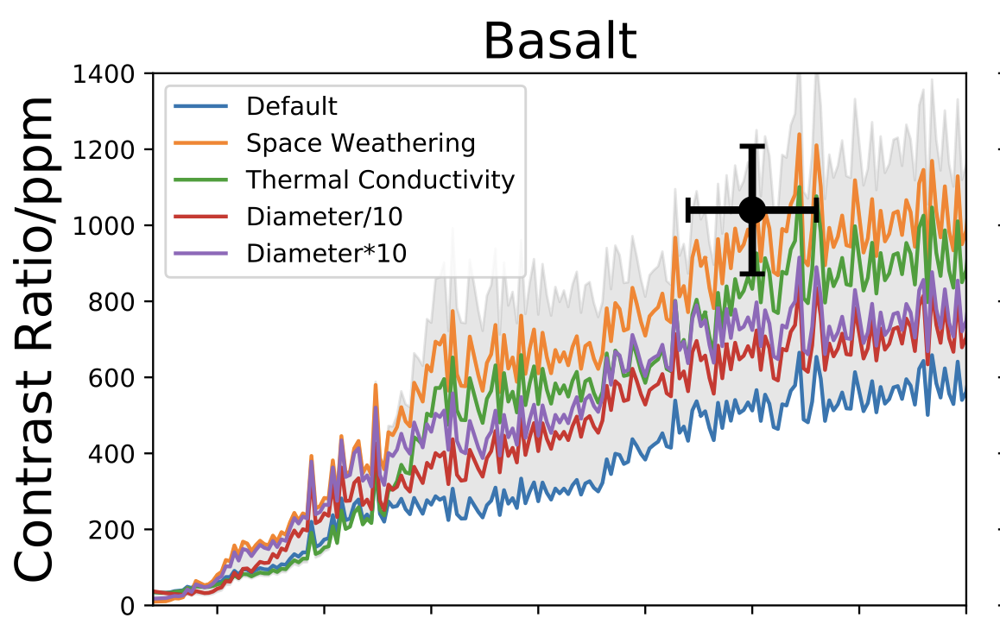 Basalt
Contrast Ratio/ppm
1400
1200
1000
800
600
400
200
0
Default
Space Weathering
Thermal Conductivity
Diameter/10
Diameter*10